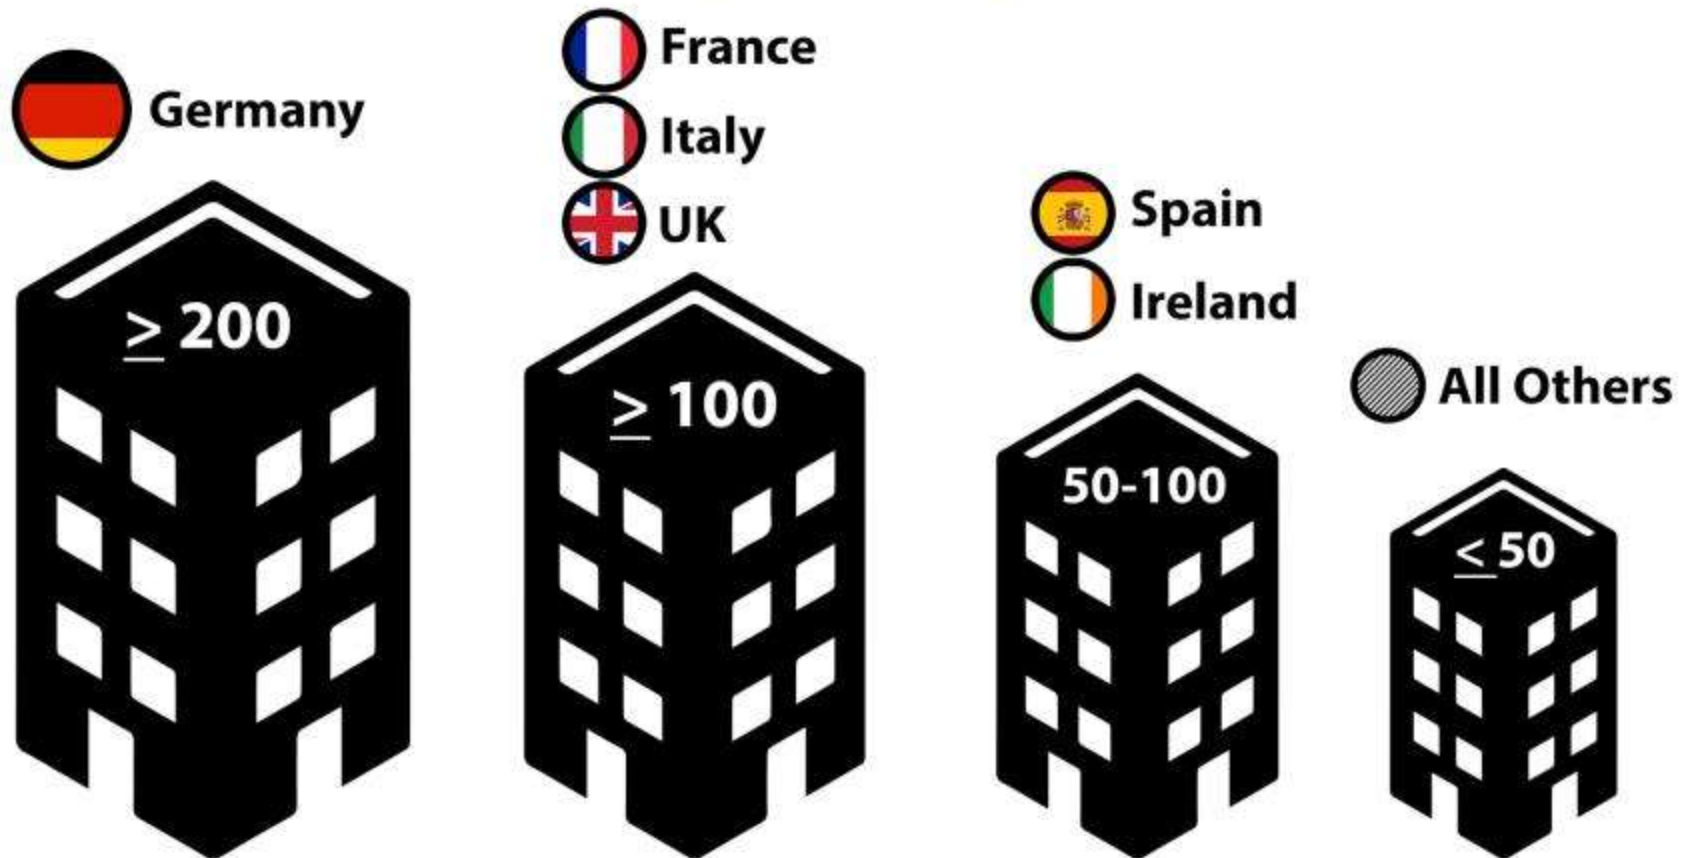 Germany
≥ 200
France
Italy
UK
≥ 100
Spain
Ireland
50-100
All Others
≤ 50